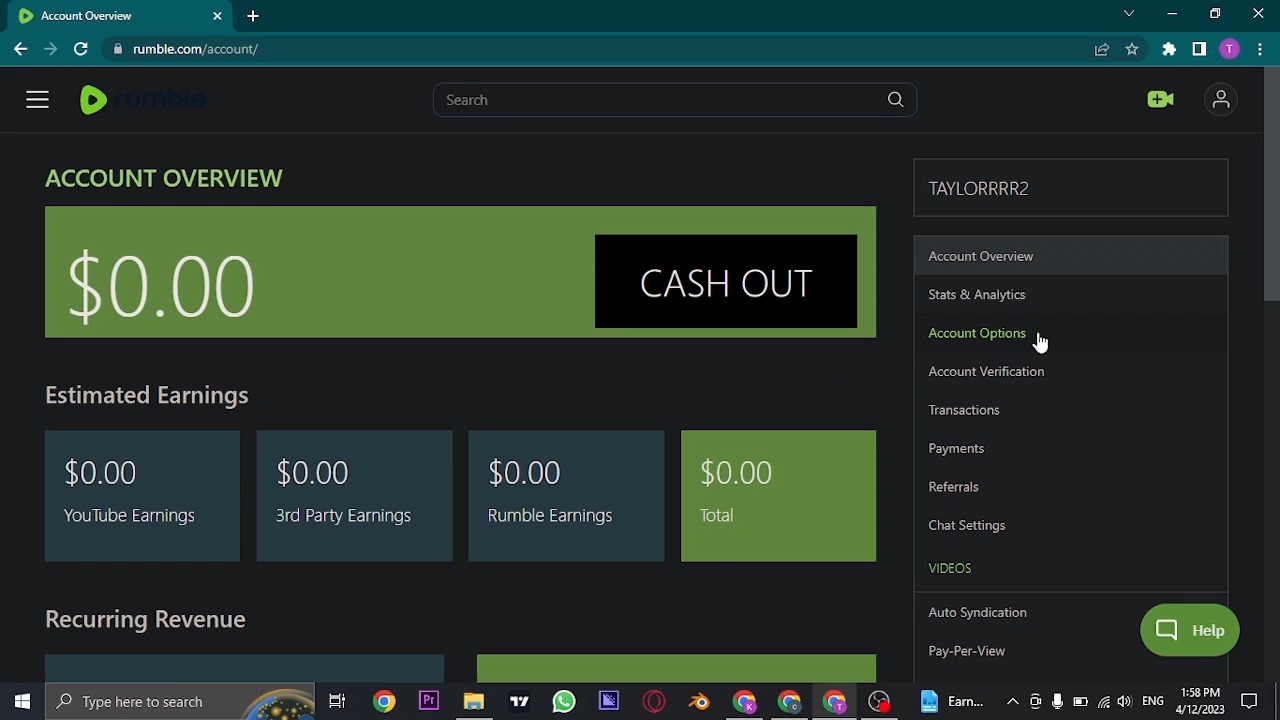 Account Overview
rumble.com/account/
T
rumble
Search
ACCOUNT OVERVIEW
$0.00
CASH OUT
Estimated Earnings
$0.00
YouTube Earnings
$0.00
3rd Party Earnings
$0.00
Rumble Earnings
$0.00
Total
Recurring Revenue
TAYLORRRR2
Account Overview
Stats & Analytics
Account Options
Account Verification
Transactions
Payments
Referrals
Chat Settings
VIDEOS
Auto Syndication
Pay-Per-View
Help
Type here to search
Pr
K
C
T
Earn...
ENG
1:58 PM
4/12/2023